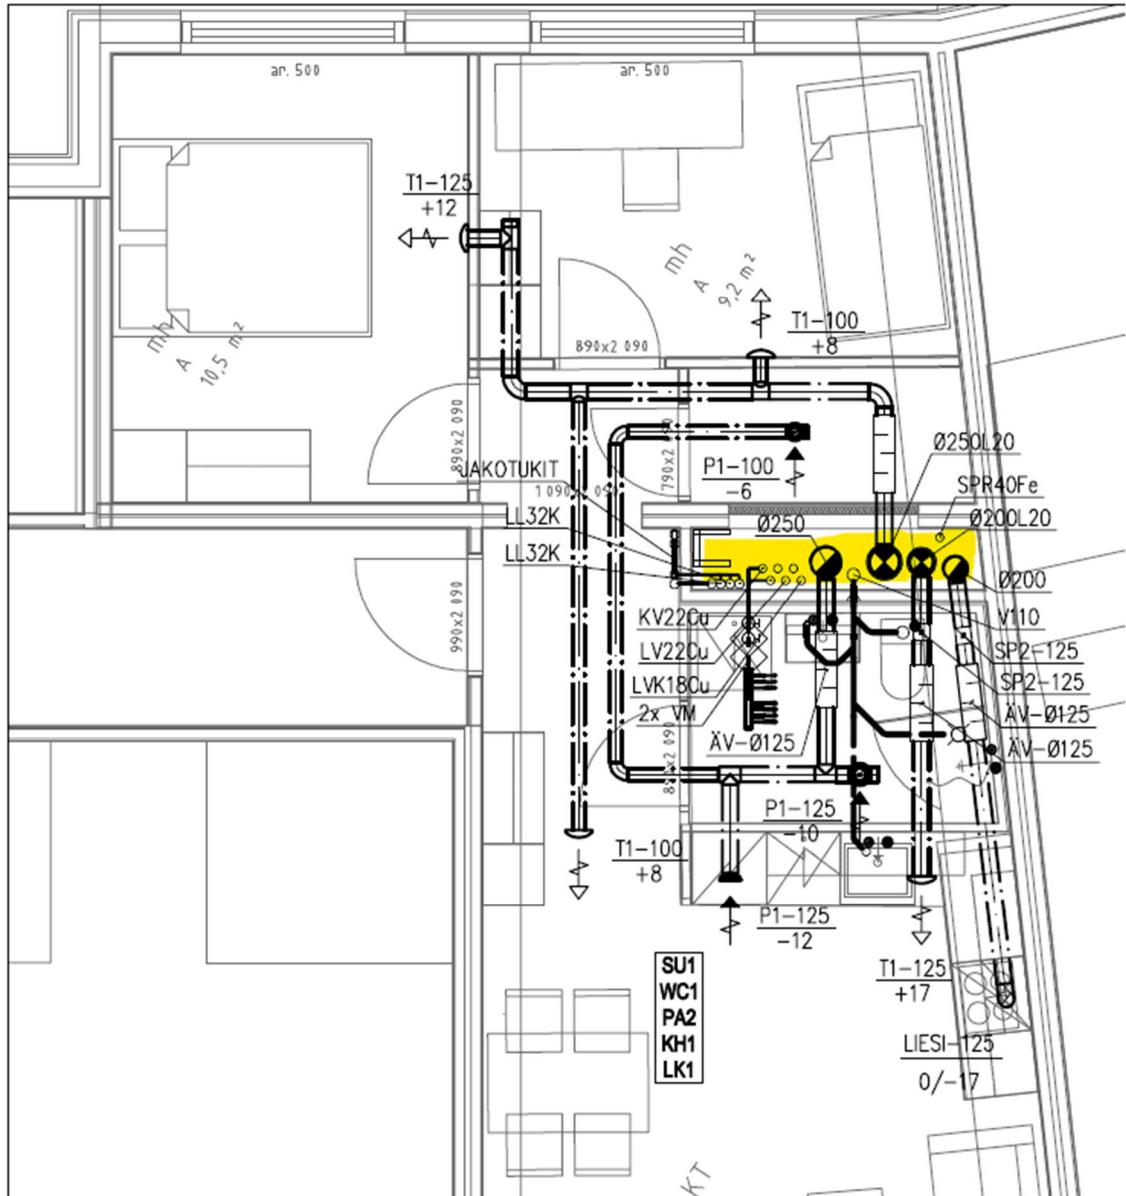 ar. 500
ar. 500
T1-125
+12
mh
A
10,5 m²
mh
A
9,2 m²
T1-100
+8
890x2 090
890x2 090
790x2 090
1 090x2 090
P1-100
-6
Ø250L20
SPR40Fe
Ø200L20
JAKOTUKIT
LL32K
LL32K
Ø250
Ø200
990x2 090
KV22Cu
LV22Cu
LVK18Cu
2x VM
ÄV-Ø125
V110
SP2-125
SP2-125
ÄV-Ø125
ÄV-Ø125
P1-125
-10
T1-100
+8
P1-125
-12
T1-125
+17
SU1
WC1
PA2
KH1
LK1
LIESI-125
0/-17
KT